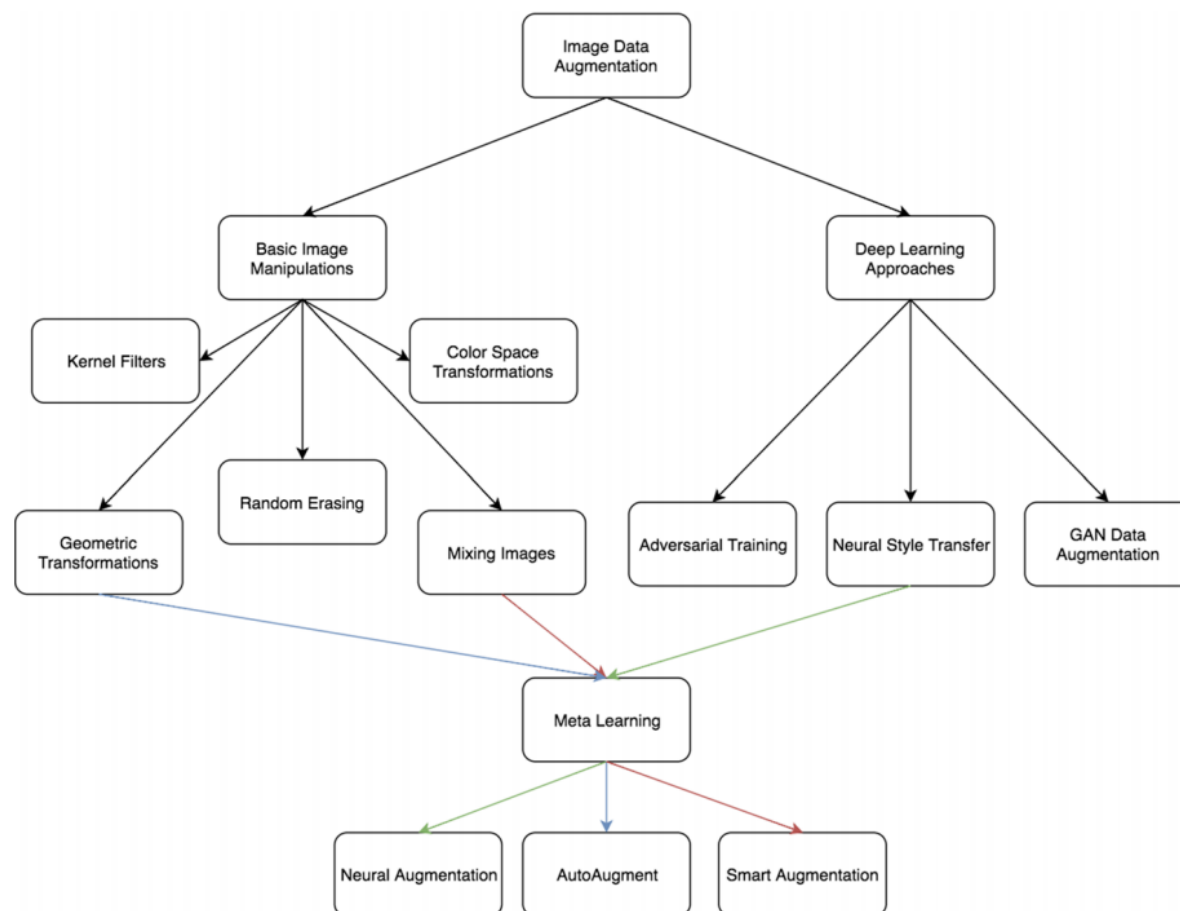 Image Data
Augmentation
Basic Image
Manipulations
Deep Learning
Approaches
Kernel Filters
Color Space
Transformations
Geometric
Transformations
Random Erasing
Mixing Images
Adversarial Training
Neural Style Transfer
GAN Data
Augmentation
Meta Learning
Neural Augmentation
AutoAugment
Smart Augmentation